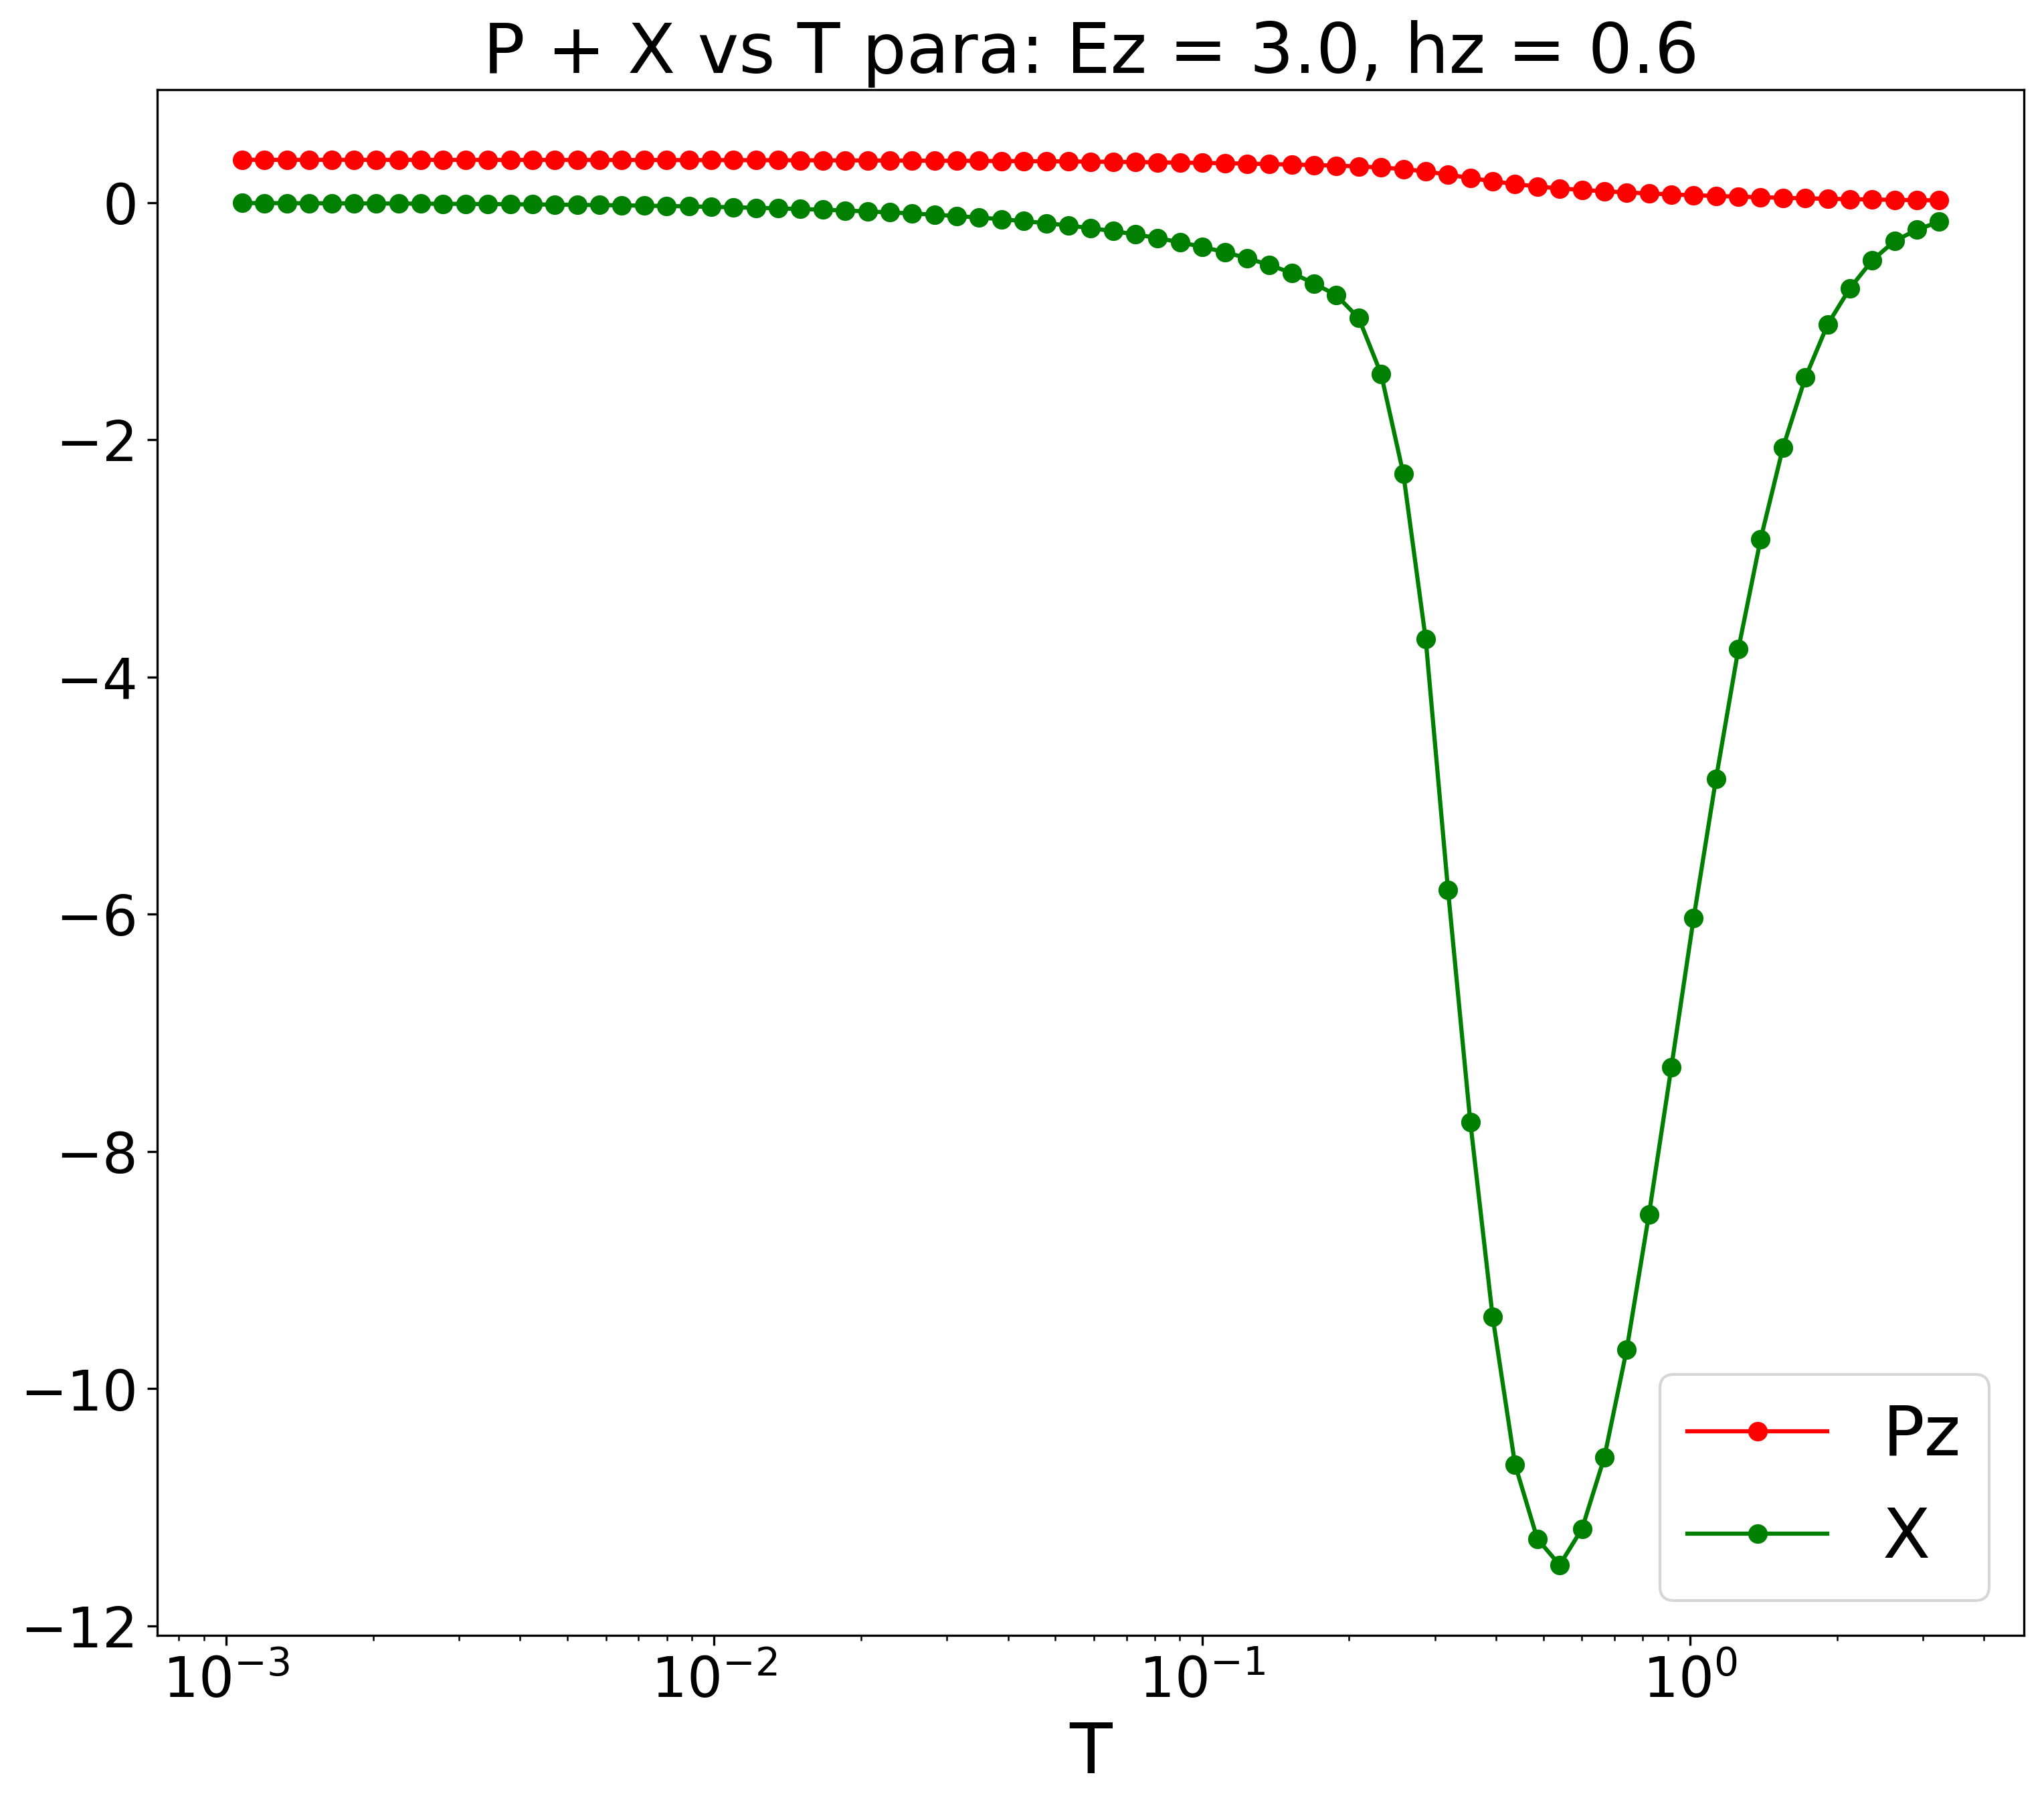 P + X vs T para: Ez = 3.0, hz = 0.6
0
−2
−4
−6
−8
−10
−12
Pz
X
10⁻³ 10⁻² 10⁻¹ 10⁰
T